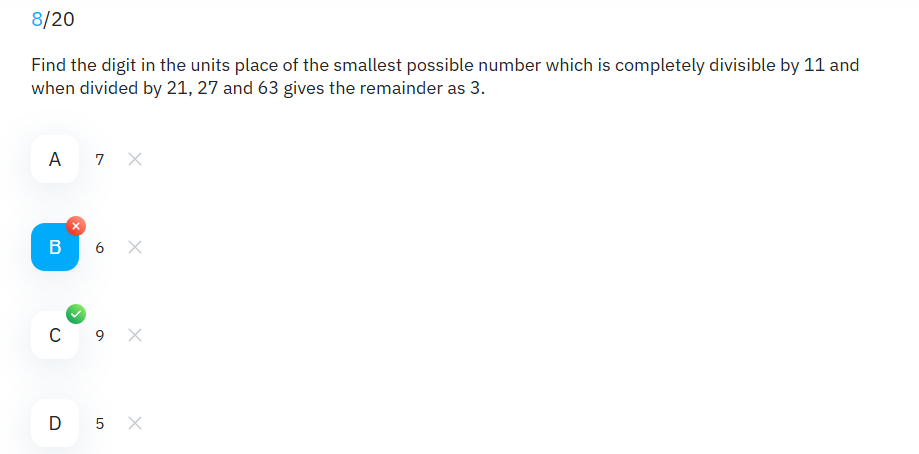 8/20
Find the digit in the units place of the smallest possible number which is completely divisible by 11 and
when divided by 21, 27 and 63 gives the remainder as 3.
A 7
B 6
C 9
D 5